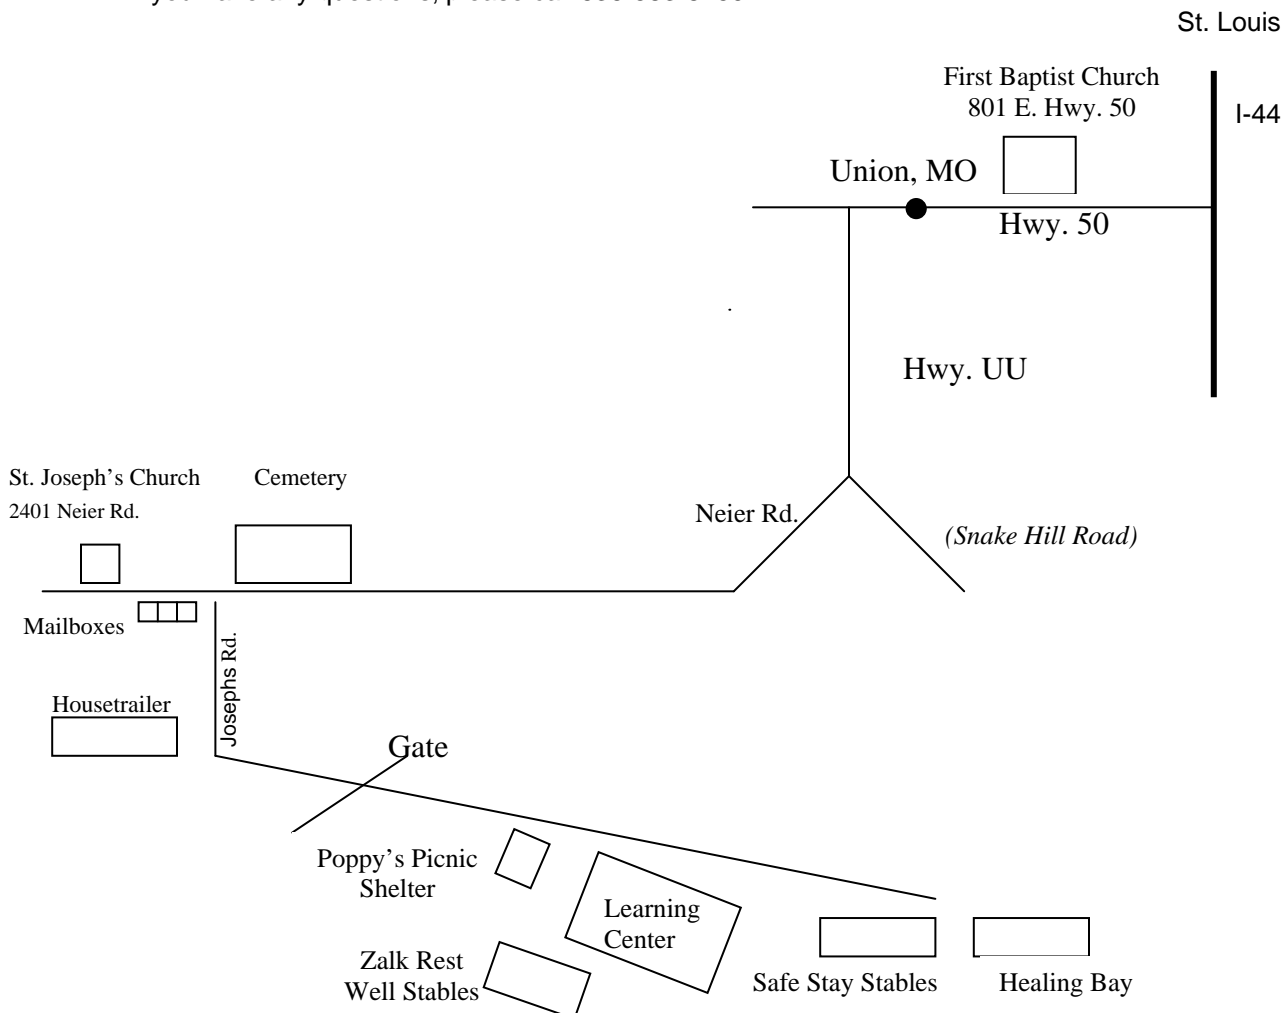 St. Louis
First Baptist Church
801 E. Hwy. 50
I-44
Union, MO
Hwy. 50
Hwy. UU
St. Joseph’s Church
2401 Neier Rd.
Cemetery
Neier Rd.
(Snake Hill Road)
Mailboxes
Josephs Rd.
Housetrailer
Gate
Poppy’s Picnic
Shelter
Learning
Center
Zalk Rest
Well Stables
Safe Stay Stables
Healing Bay